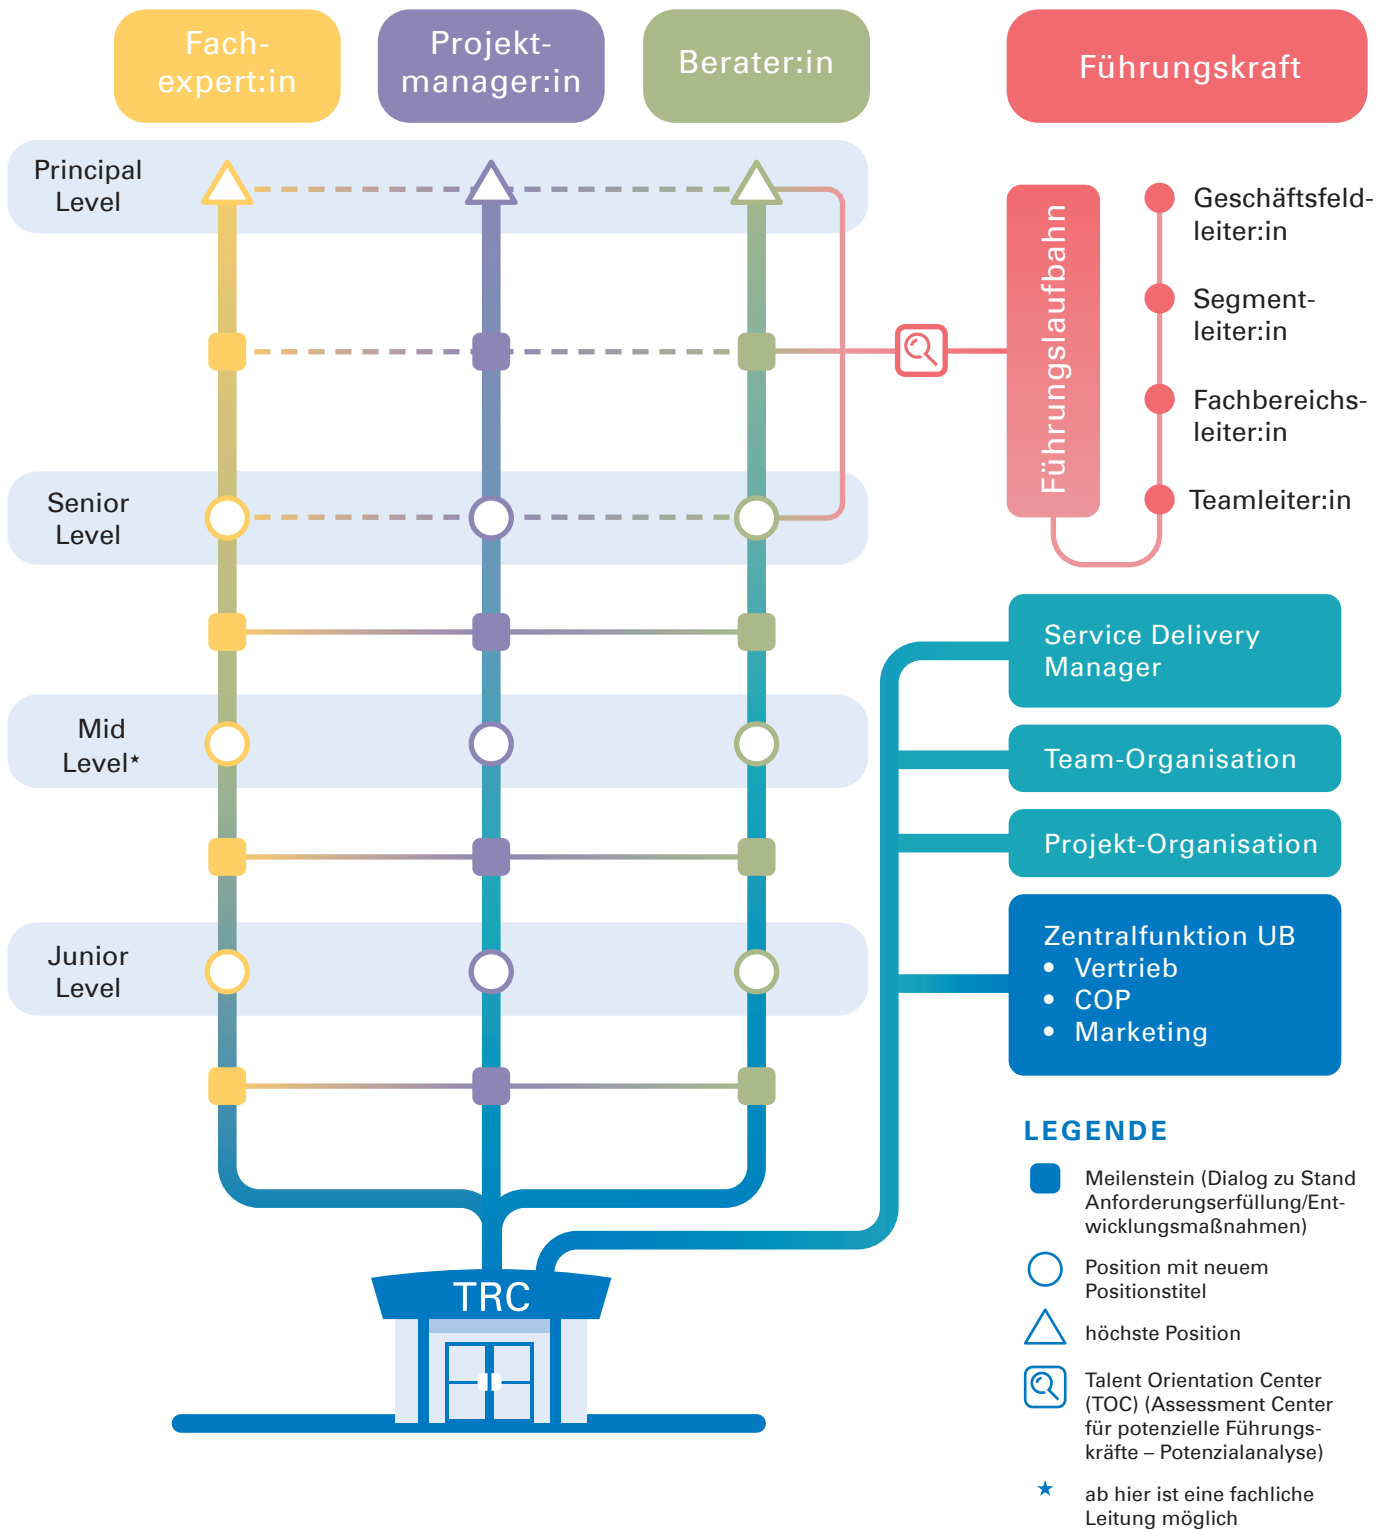 Fach-
expert:in
Projekt-
manager:in
Berater:in
Führungskraft
Principal
Level
Senior
Level
Mid
Level★
Junior
Level
Führungslaufbahn
Geschäftsfeld-
leiter:in
Segment-
leiter:in
Fachbereichs-
leiter:in
Teamleiter:in
Service Delivery
Manager
Team-Organisation
Projekt-Organisation
Zentralfunktion UB
• Vertrieb
• COP
• Marketing
TRC
LEGENDE
Meilenstein (Dialog zu Stand
Anforderungserfüllung/Ent-
wicklungsmaßnahmen)
Position mit neuem
Positionstitel
höchste Position
Talent Orientation Center
(TOC) (Assessment Center
für potenzielle Führungs-
kräfte – Potenzialanalyse)
★ ab hier ist eine fachliche
Leitung möglich